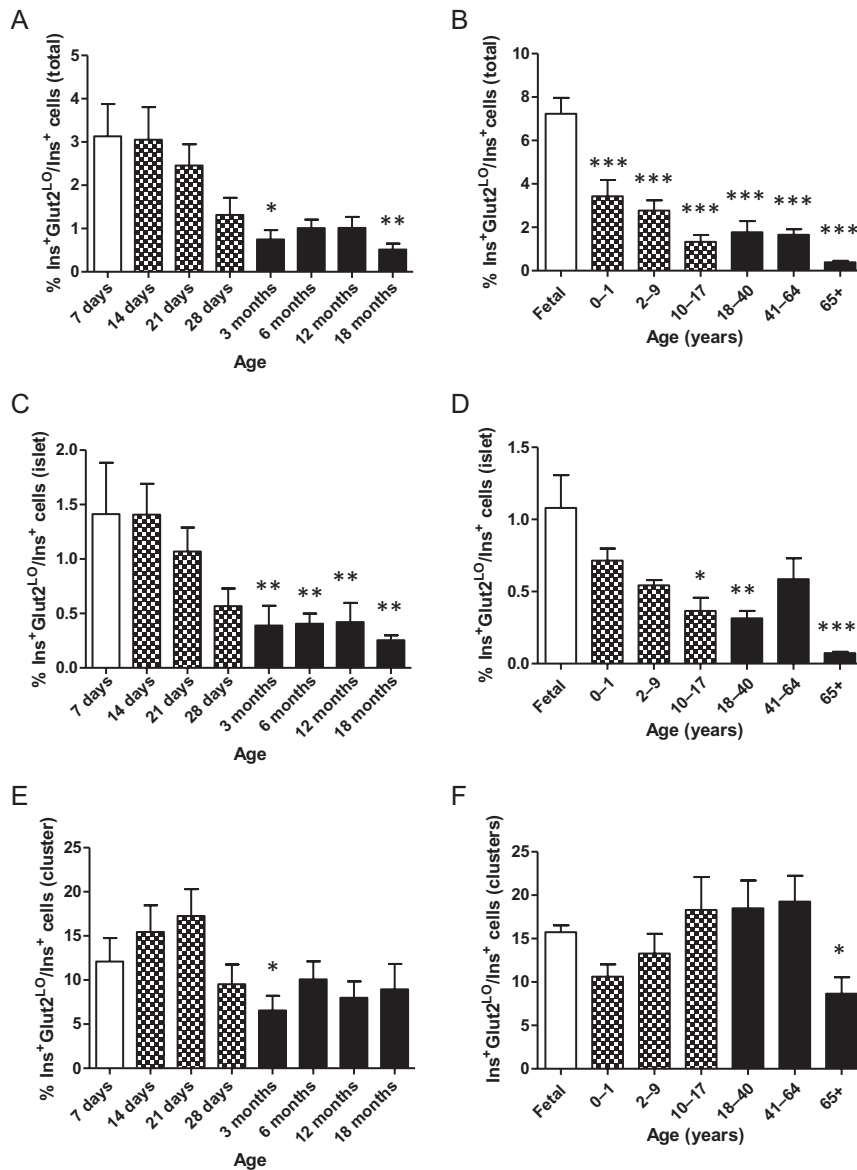 A
% Ins⁺Glut2ᴸᴼ/Ins⁺ cells (total)
5
4
3
2
1
0
*
**
7 days
14 days
21 days
28 days
3 months
6 months
12 months
18 months
Age
B
% Ins⁺Glut2ᴸᴼ/Ins⁺cells (total)
10
8
6
4
2
0
***
***
***
***
***
***
Fetal
0–1
2–9
10–17
18–40
41–64
65+
Age (years)
C
% Ins⁺Glut2ᴸᴼ/Ins⁺ cells (islet)
2.0
1.5
1.0
0.5
0.0
**
**
**
**
7 days
14 days
21 days
28 days
3 months
6 months
12 months
18 months
Age
D
% Ins⁺Glut2ᴸᴼ/Ins⁺ cells (islet)
1.5
1.0
0.5
0.0
*
**
***
Fetal
0–1
2–9
10–17
18–40
41–64
65+
Age (years)
E
% Ins⁺Glut2ᴸᴼ/Ins⁺ cells (cluster)
25
20
15
10
5
0
*
7 days
14 days
21 days
28 days
3 months
6 months
12 months
18 months
Age
F
Ins⁺Glut2ᴸᴼ/Ins⁺ cells (clusters)
25
20
15
10
5
0
*
Fetal
0–1
2–9
10–17
18–40
41–64
65+
Age (years)